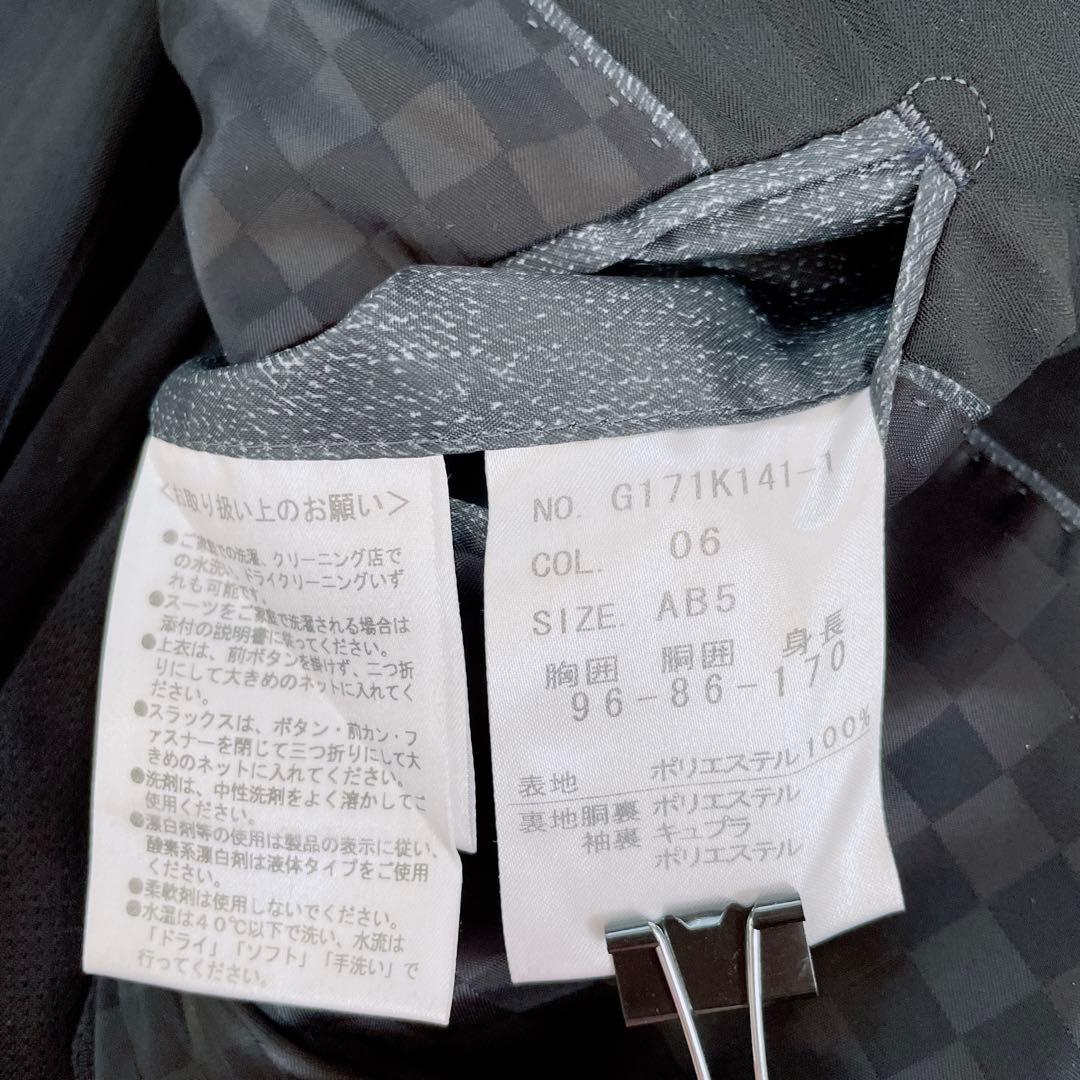 <お取り扱い上のお願い>
●ご家庭での洗濯、クリーニング店で
の水洗い、ドライクリーニングいず
れも可能です。
●スーツをご家庭で洗濯される場合は
添付の説明書に従ってください。
●上衣は、前ボタンを掛けず、二つ折
りにして大きめのネットに入れてく
ださい。
●スラックスは、ボタン・前カン・フ
ァスナーを閉じて三つ折りにして大
きめのネットに入れてください。
●洗剤は、中性洗剤をよく溶かしてご
使用ください。
●漂白剤等の使用は製品の表示に従い、
酸素系漂白剤は液体タイプをご使用
ください。
●柔軟剤は使用しないでください。
●水温は40℃以下で洗い、水流は
「ドライ」「ソフト」「手洗い」で
行ってください。
NO. G171K141-1
COL. 06
SIZE. AB5
胸囲 胴囲 身長
96-86-170
表地 ポリエステル100%
裏地胴裏 ポリエステル
袖裏 キュプラ
ポリエステル